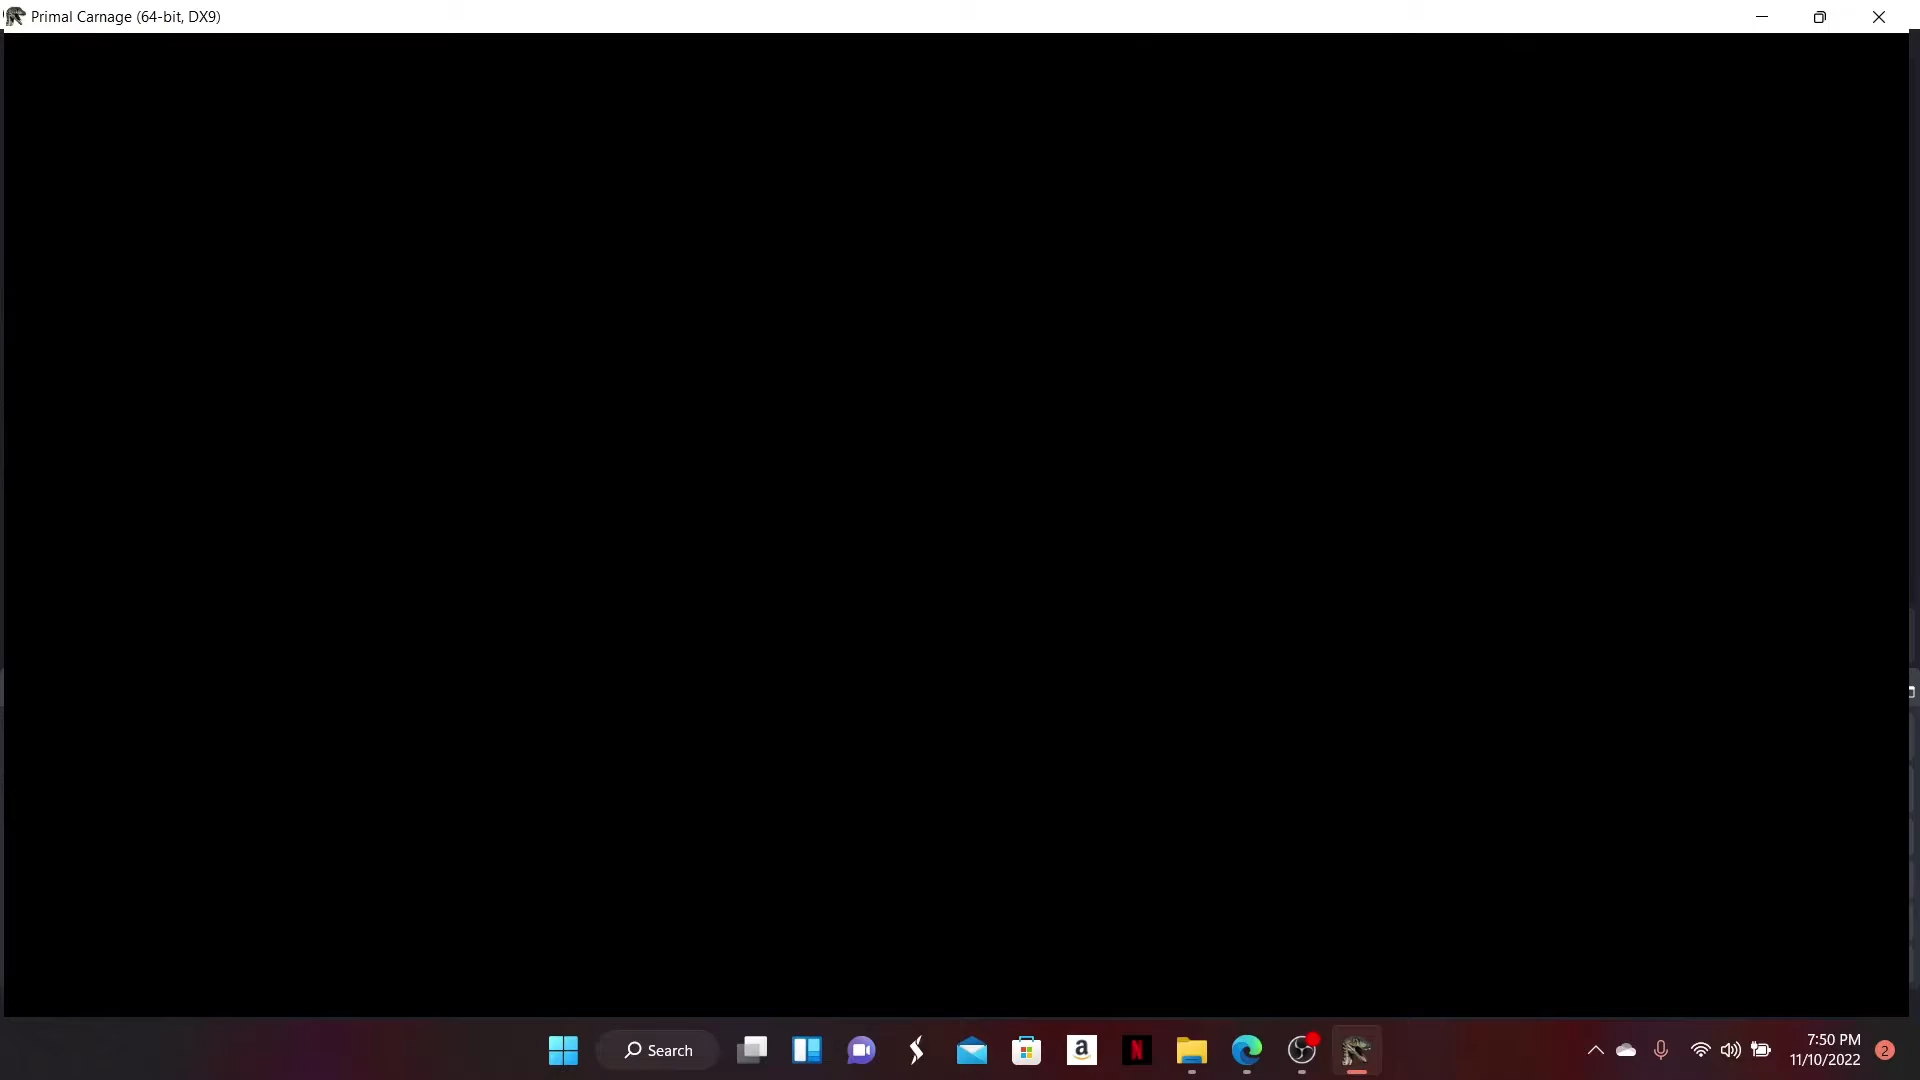 Primal Carnage (64-bit, DX9)
Search
a
N
7:50 PM
11/10/2022
2